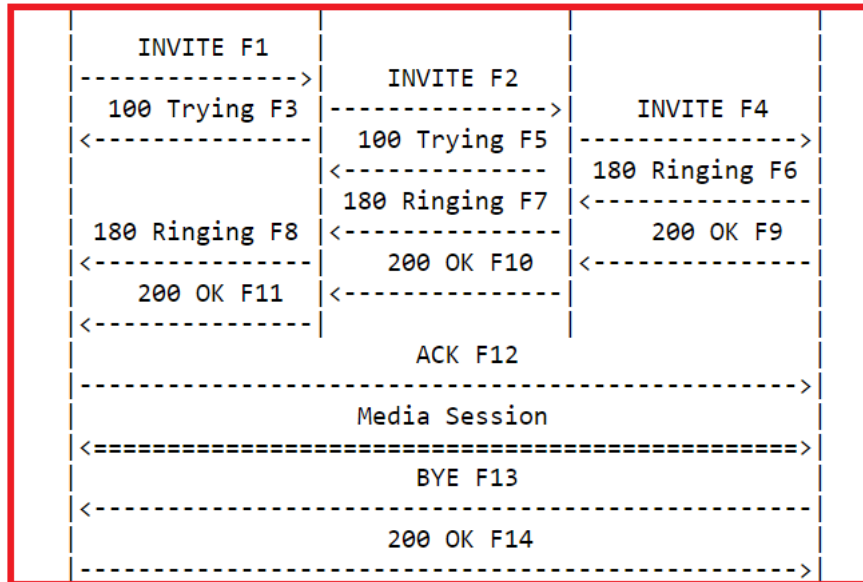 INVITE F1
INVITE F2
100 Trying F3
INVITE F4
100 Trying F5
180 Ringing F6
180 Ringing F7
180 Ringing F8
200 OK F9
200 OK F10
200 OK F11
ACK F12
Media Session
BYE F13
200 OK F14